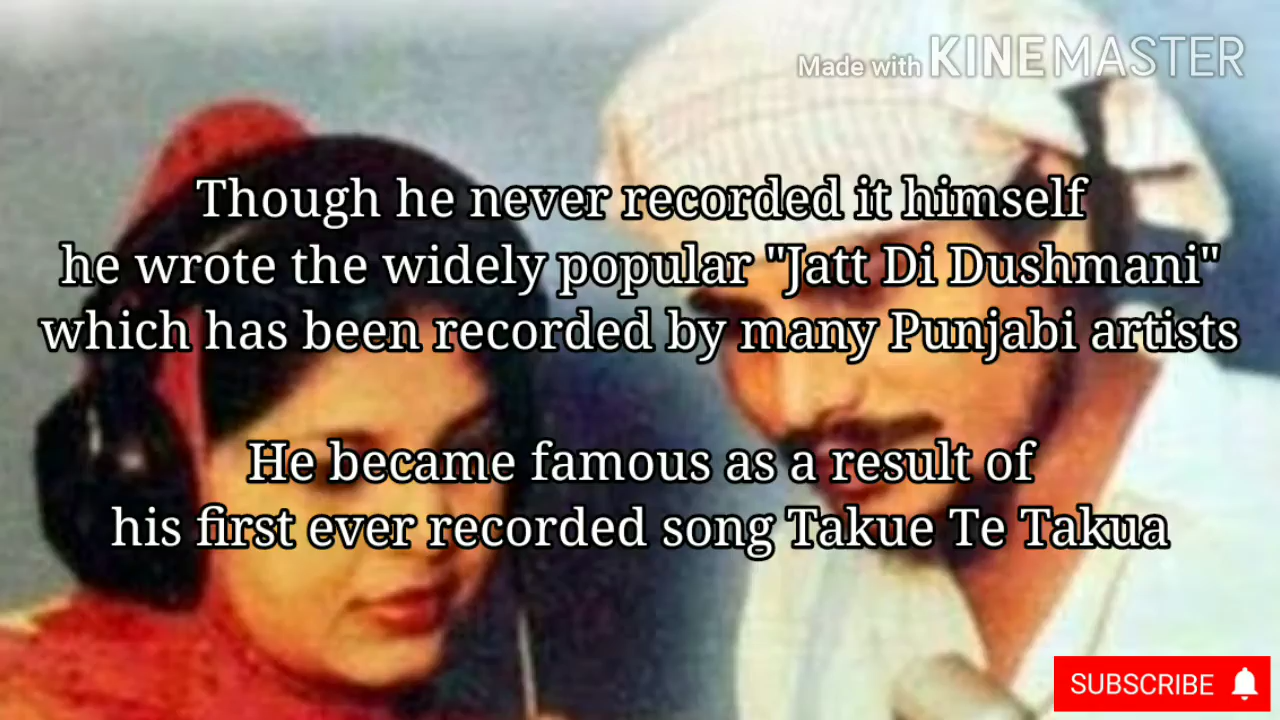 Made with KINEMASTER
Though he never recorded it himself
he wrote the widely popular "Jatt Di Dushmani"
which has been recorded by many Punjabi artists
He became famous as a result of
his first ever recorded song Takue Te Takua
SUBSCRIBE